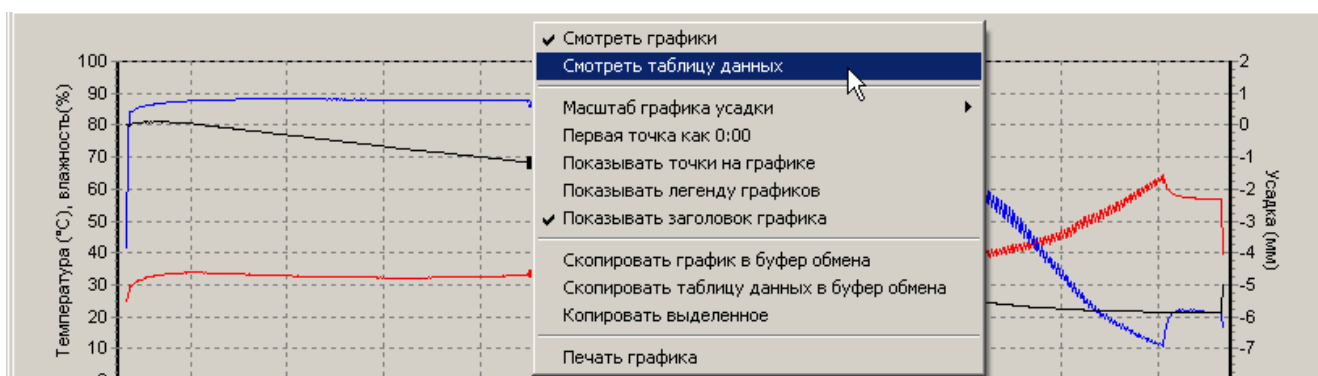 Температура (°C), влажность(%)
100
90
80
70
60
50
40
30
20
10
Смотреть графики
Смотреть таблицу данных
Масштаб графика усадки
Первая точка как 0:00
Показывать точки на графике
Показывать легенду графиков
Показывать заголовок графика
Скопировать график в буфер обмена
Скопировать таблицу данных в буфер обмена
Копировать выделенное
Печать графика
2
1
0
-1
-2
-3
-4
-5
-6
-7
Усадка (мм)